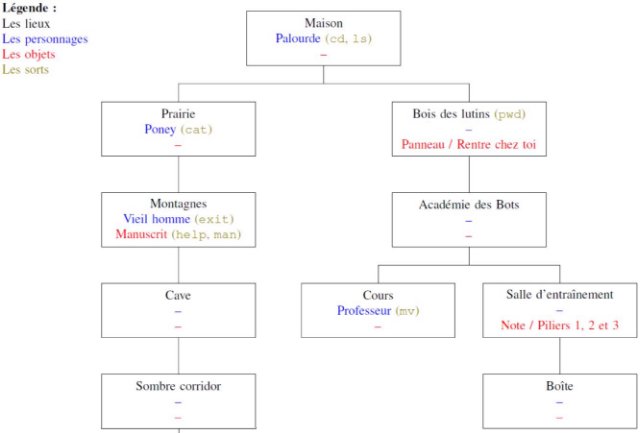 Légende :
Les lieux
Les personnages
Les objets
Les sorts
Maison
Palourde (cd, ls)
–
Prairie
Poney (cat)
–
Bois des lutins (pwd)
–
Panneau / Rentre chez toi
Montagnes
Vieil homme (exit)
Manuscrit (help, man)
Académie des Bots
–
–
Cave
–
–
Cours
Professeur (mv)
–
Salle d'entraînement
–
Note / Piliers 1, 2 et 3
Sombre corridor
–
–
Boîte
–
–